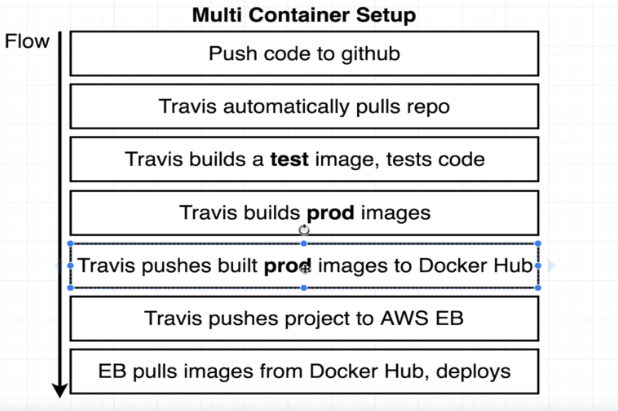 Multi Container Setup
Flow
Push code to github
Travis automatically pulls repo
Travis builds a test image, tests code
Travis builds prod images
Travis pushes built prod images to Docker Hub
Travis pushes project to AWS EB
EB pulls images from Docker Hub, deploys